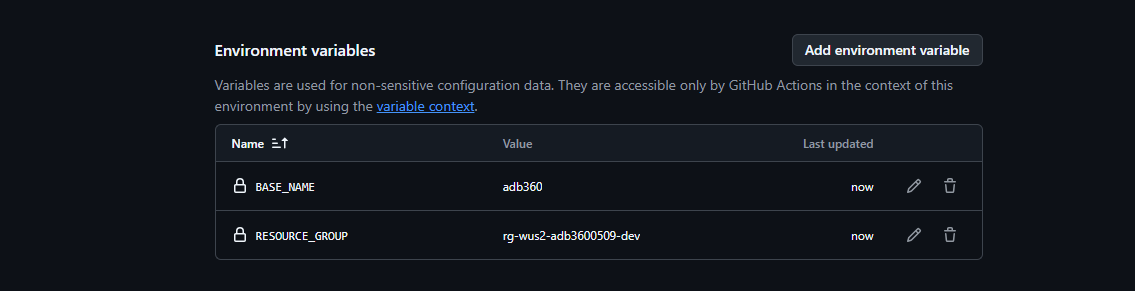 Environment variables
Add environment variable
Variables are used for non-sensitive configuration data. They are accessible only by GitHub Actions in the context of this
environment by using the variable context.
Name Value Last updated
BASE_NAME adb360 now
RESOURCE_GROUP rg-wus2-adb3600509-dev now